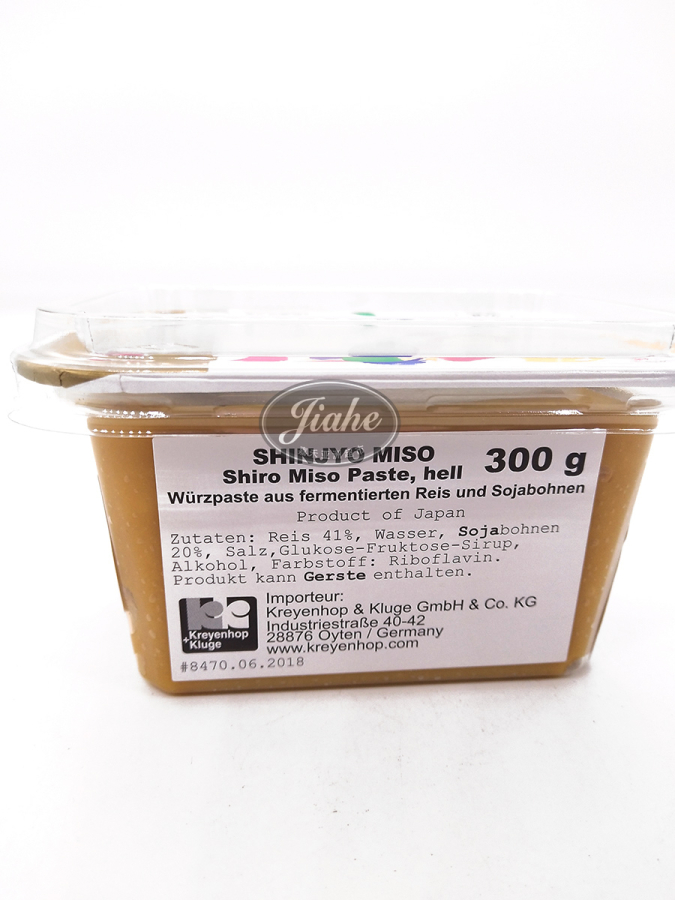 Jiahe
SHINJYO MISO
Shiro Miso Paste, hell
300 g
Würzpaste aus fermentierten Reis und Sojabohnen
Product of Japan
Zutaten: Reis 41%, Wasser, Sojabohnen
20%, Salz,Glukose-Fruktose-Sirup,
Alkohol, Farbstoff: Riboflavin.
Produkt kann Gerste enthalten.
Kreyenhop
+Kluge
Importeur:
Kreyenhop & Kluge GmbH & Co. KG
Industriestraße 40-42
28876 Oyten / Germany
www.kreyenhop.com
#8470.06.2018